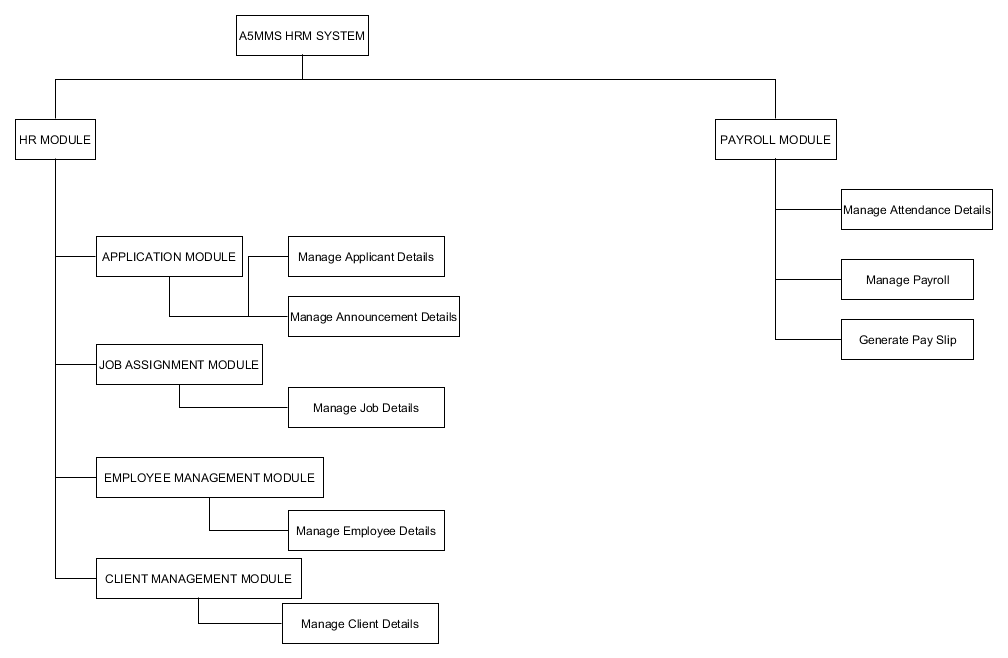 A5MMS HRM SYSTEM
HR MODULE
PAYROLL MODULE
Manage Attendance Details
APPLICATION MODULE
Manage Applicant Details
Manage Payroll
Manage Announcement Details
Generate Pay Slip
JOB ASSIGNMENT MODULE
Manage Job Details
EMPLOYEE MANAGEMENT MODULE
Manage Employee Details
CLIENT MANAGEMENT MODULE
Manage Client Details